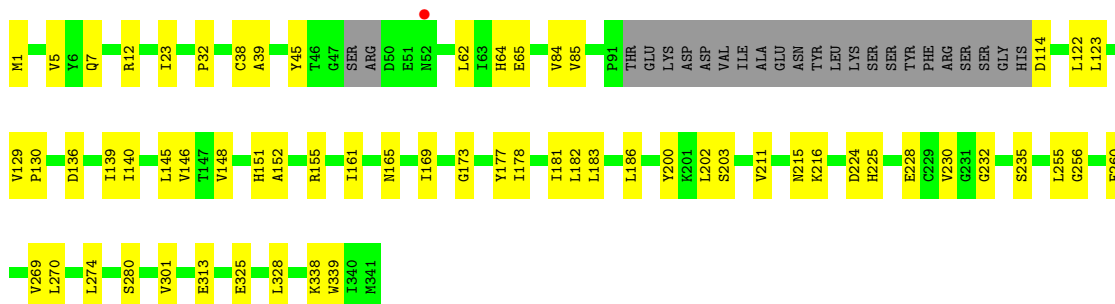 M1 V5 Y6 Q7 R12 I23 P32 C38 A39 Y45 T46 G47 SER ARG D50 E51 N52 L62 I63 H64 E65 V84 V85 P91 THR GLU LYS ASP ASP VAL ILE ALA GLU ASN TYR LEU LYS SER SER TYR PHE ARG SER SER GLY HIS D114 L122 L123
V129 P130 D136 I139 I140 L145 V146 T147 V148 H151 A152 R155 I161 N165 I169 G173 Y177 I178 I181 L182 L183 L186 Y200 K201 L202 S203 V211 N215 K216 D224 H225 E228 C229 V230 G231 G232 S235 L255 G256
V269 L270 L274 S280 V301 E313 E325 L328 K338 W339 I340 M341